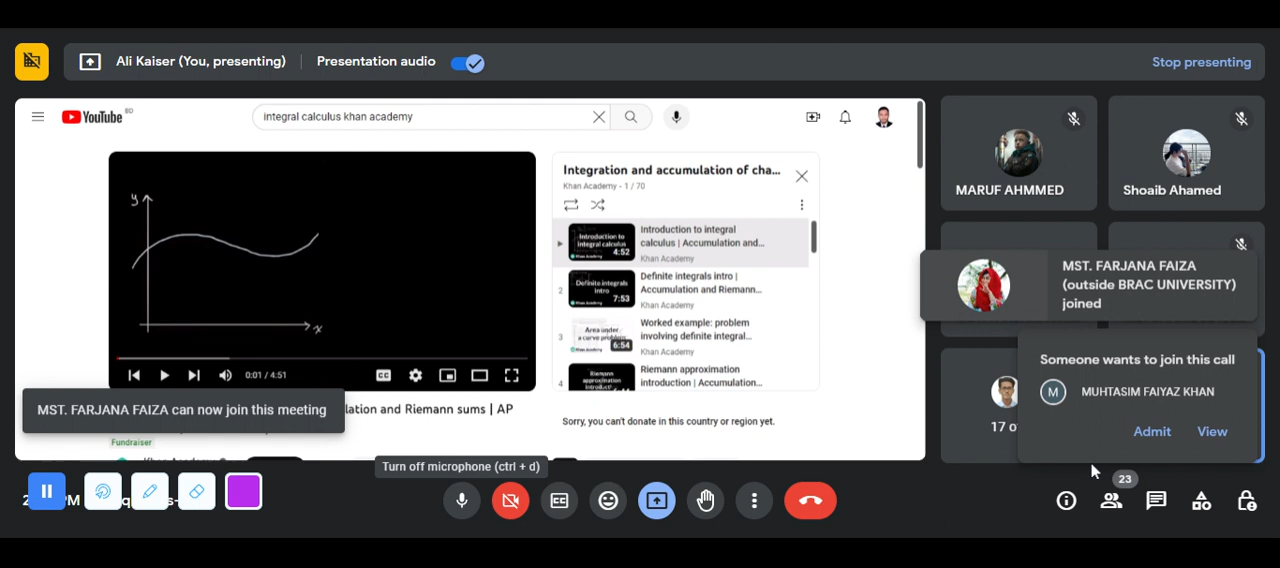 Ali Kaiser (You, presenting)
Presentation audio
Stop presenting
YouTube BD
integral calculus khan academy
y
x
0:01 / 4:51
Integration and accumulation of cha...
Khan Academy - 1 / 70
Introduction to
integral calculus
4:52
Introduction to integral
calculus | Accumulation and...
Khan Academy
2
Definite integrals
intro
7:53
Definite integrals intro |
Accumulation and Riemann...
Khan Academy
3
Area under
a curve problem
6:54
Worked example: problem
involving definite integral...
Khan Academy
4
Riemann
approximation
introduction
Riemann approximation
introduction | Accumulation...
Sorry, you can't donate in this country or region yet.
MST. FARJANA FAIZA can now join this meeting
lation and Riemann sums | AP
Fundraiser
Turn off microphone (ctrl + d)
MARUF AHMMED
Shoaib Ahamed
MST. FARJANA FAIZA
(outside BRAC UNIVERSITY)
joined
Someone wants to join this call
M
MUHTASIM FAIYAZ KHAN
Admit
View
17 o
23